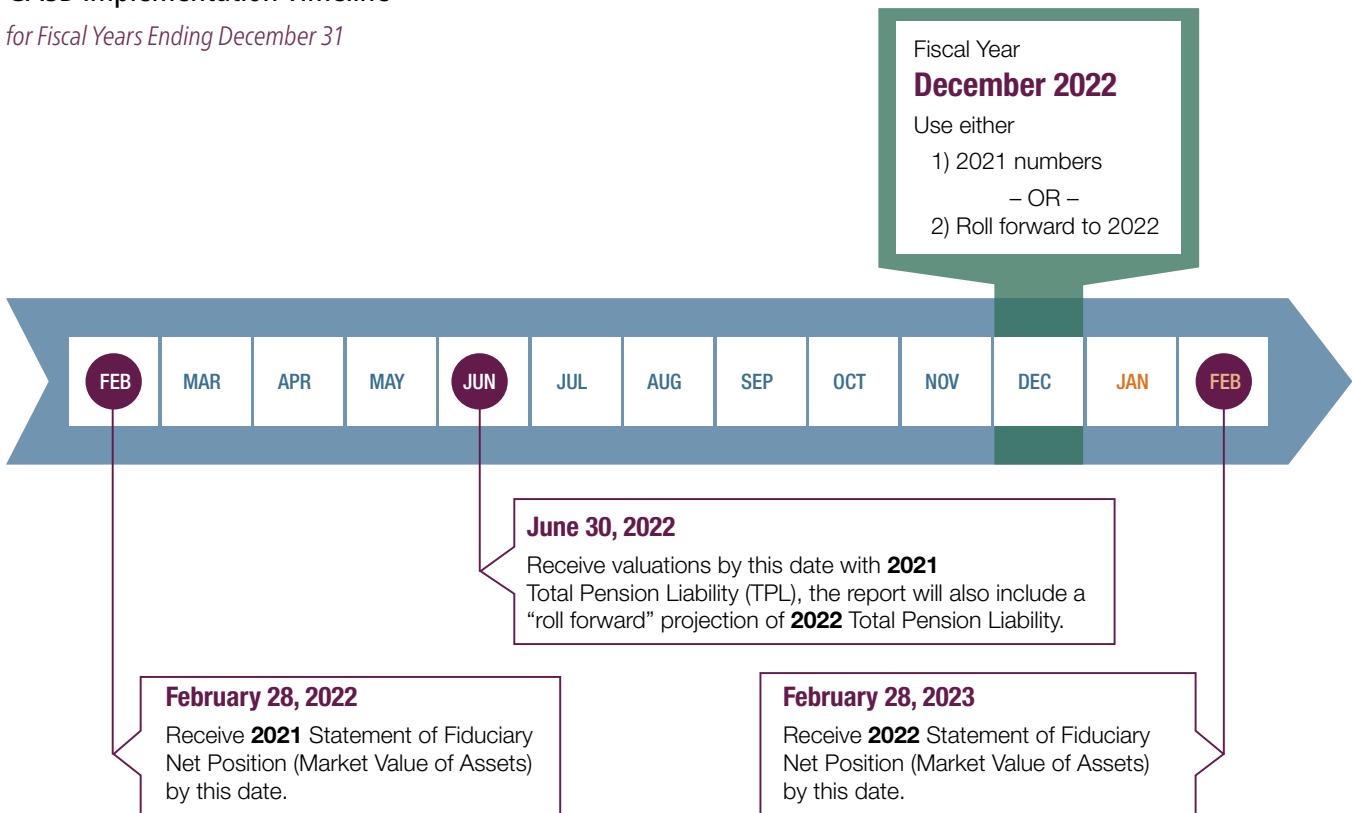 for Fiscal Years Ending December 31
Fiscal Year
December 2022
Use either
1) 2021 numbers
– OR –
2) Roll forward to 2022
FEB
MAR
APR
MAY
JUN
JUL
AUG
SEP
OCT
NOV
DEC
JAN
FEB
June 30, 2022
Receive valuations by this date with 2021
Total Pension Liability (TPL), the report will also include a
“roll forward” projection of 2022 Total Pension Liability.
February 28, 2022
Receive 2021 Statement of Fiduciary
Net Position (Market Value of Assets)
by this date.
February 28, 2023
Receive 2022 Statement of Fiduciary
Net Position (Market Value of Assets)
by this date.